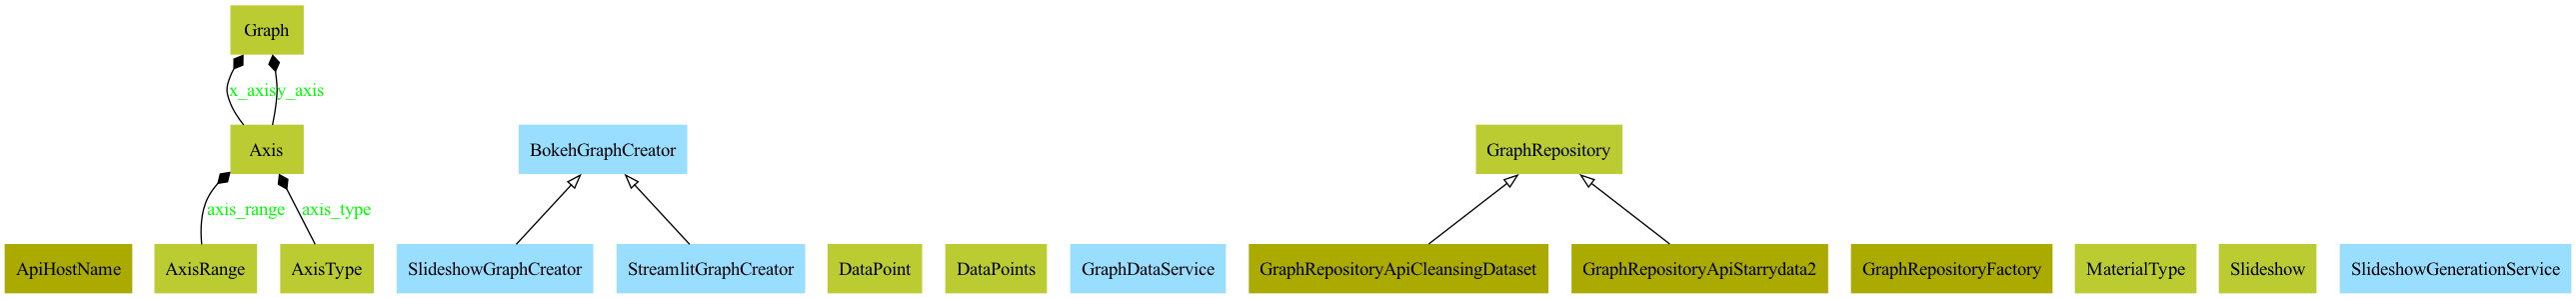 Graph
x_axis
y_axis
Axis
BokehGraphCreator
GraphRepository
axis_range
axis_type
ApiHostName
AxisRange
AxisType
SlideshowGraphCreator
StreamlitGraphCreator
DataPoint
DataPoints
GraphDataService
GraphRepositoryApiCleansingDataset
GraphRepositoryApiStarrydata2
GraphRepositoryFactory
MaterialType
Slideshow
SlideshowGenerationService